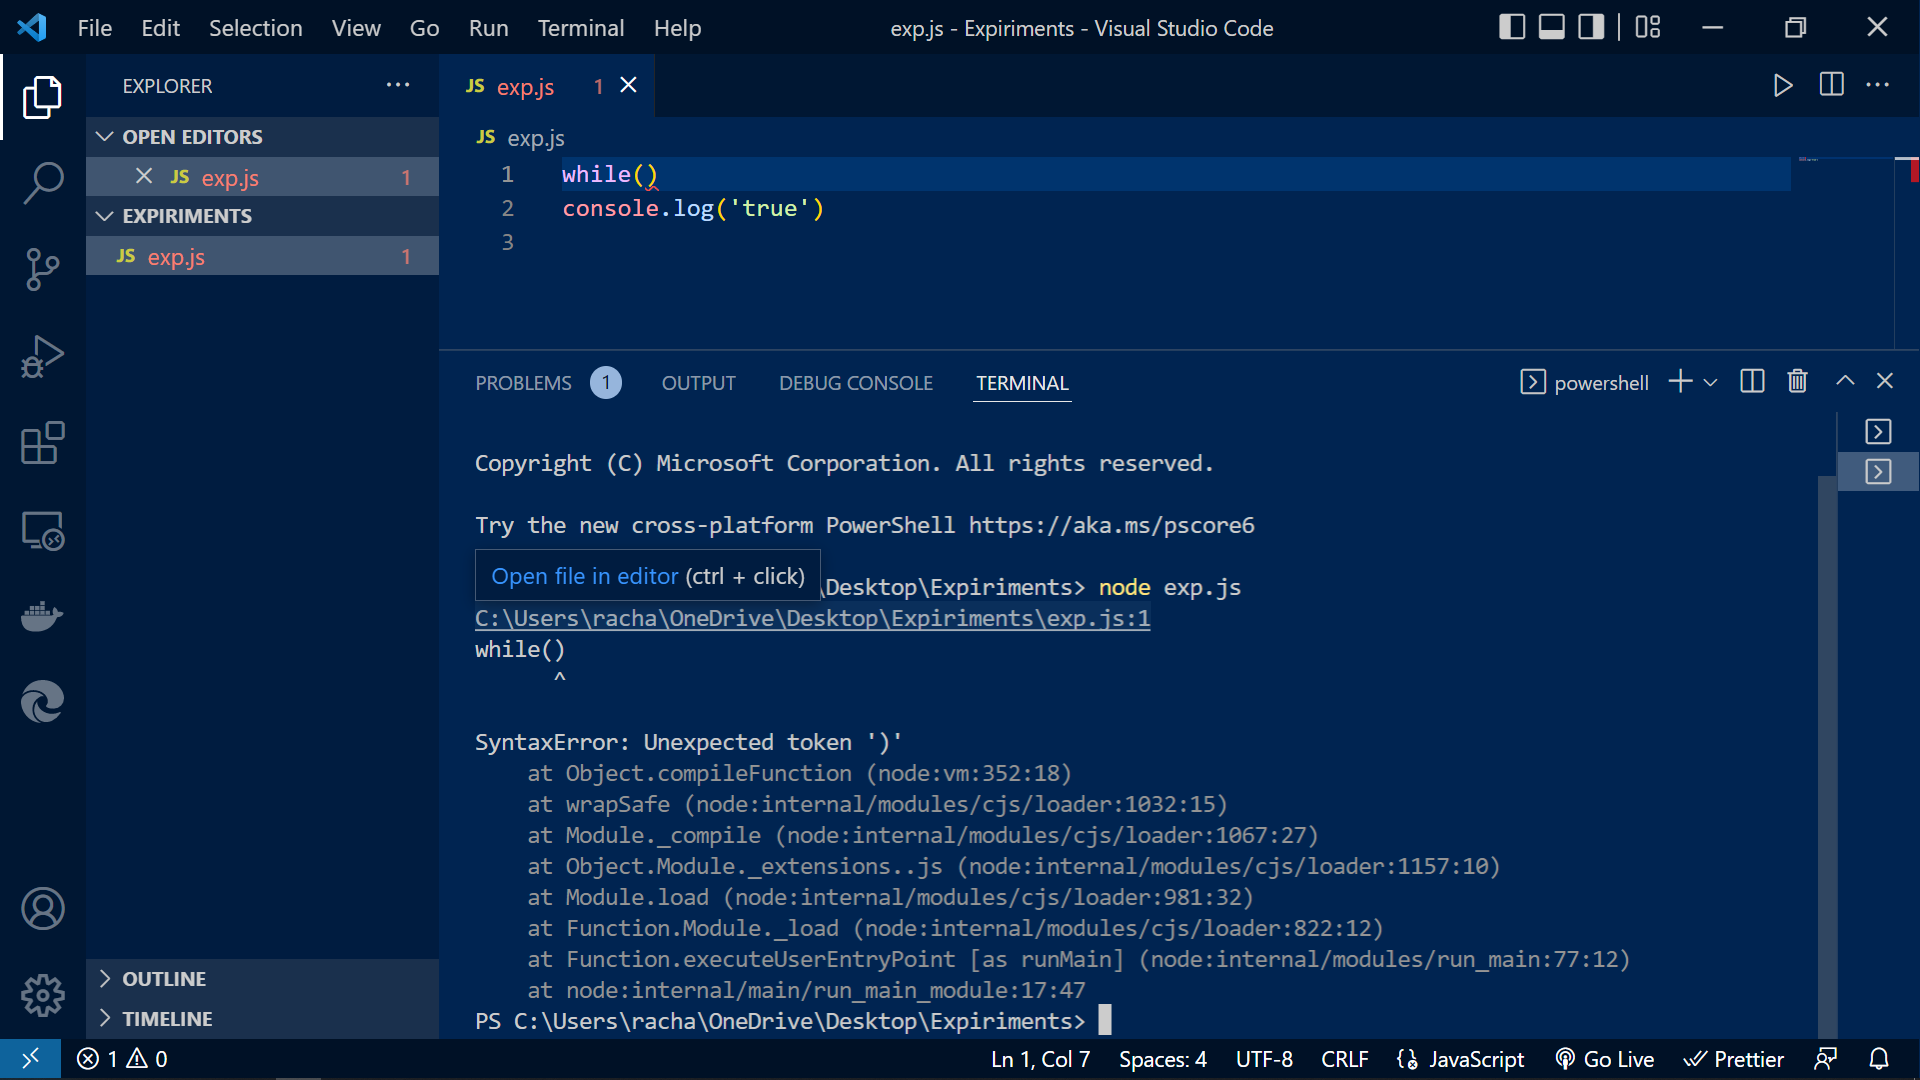 File Edit Selection View Go Run Terminal Help
exp.js - Expiriments - Visual Studio Code
EXPLORER
OPEN EDITORS
JS exp.js 1
EXPIRIMENTS
JS exp.js 1
OUTLINE
TIMELINE
JS exp.js 1
JS exp.js
1 while()
2 console.log('true')
3
PROBLEMS 1 OUTPUT DEBUG CONSOLE TERMINAL
powershell
Copyright (C) Microsoft Corporation. All rights reserved.
Try the new cross-platform PowerShell https://aka.ms/pscore6
Open file in editor (ctrl + click)
\Desktop\Expiriments> node exp.js
C:\Users\racha\OneDrive\Desktop\Expiriments\exp.js:1
while()
^
SyntaxError: Unexpected token ')'
at Object.compileFunction (node:vm:352:18)
at wrapSafe (node:internal/modules/cjs/loader:1032:15)
at Module._compile (node:internal/modules/cjs/loader:1067:27)
at Object.Module._extensions..js (node:internal/modules/cjs/loader:1157:10)
at Module.load (node:internal/modules/cjs/loader:981:32)
at Function.Module._load (node:internal/modules/cjs/loader:822:12)
at Function.executeUserEntryPoint [as runMain] (node:internal/modules/run_main:77:12)
at node:internal/main/run_main_module:17:47
PS C:\Users\racha\OneDrive\Desktop\Expiriments>
1 0
Ln 1, Col 7 Spaces: 4 UTF-8 CRLF JavaScript Go Live Prettier